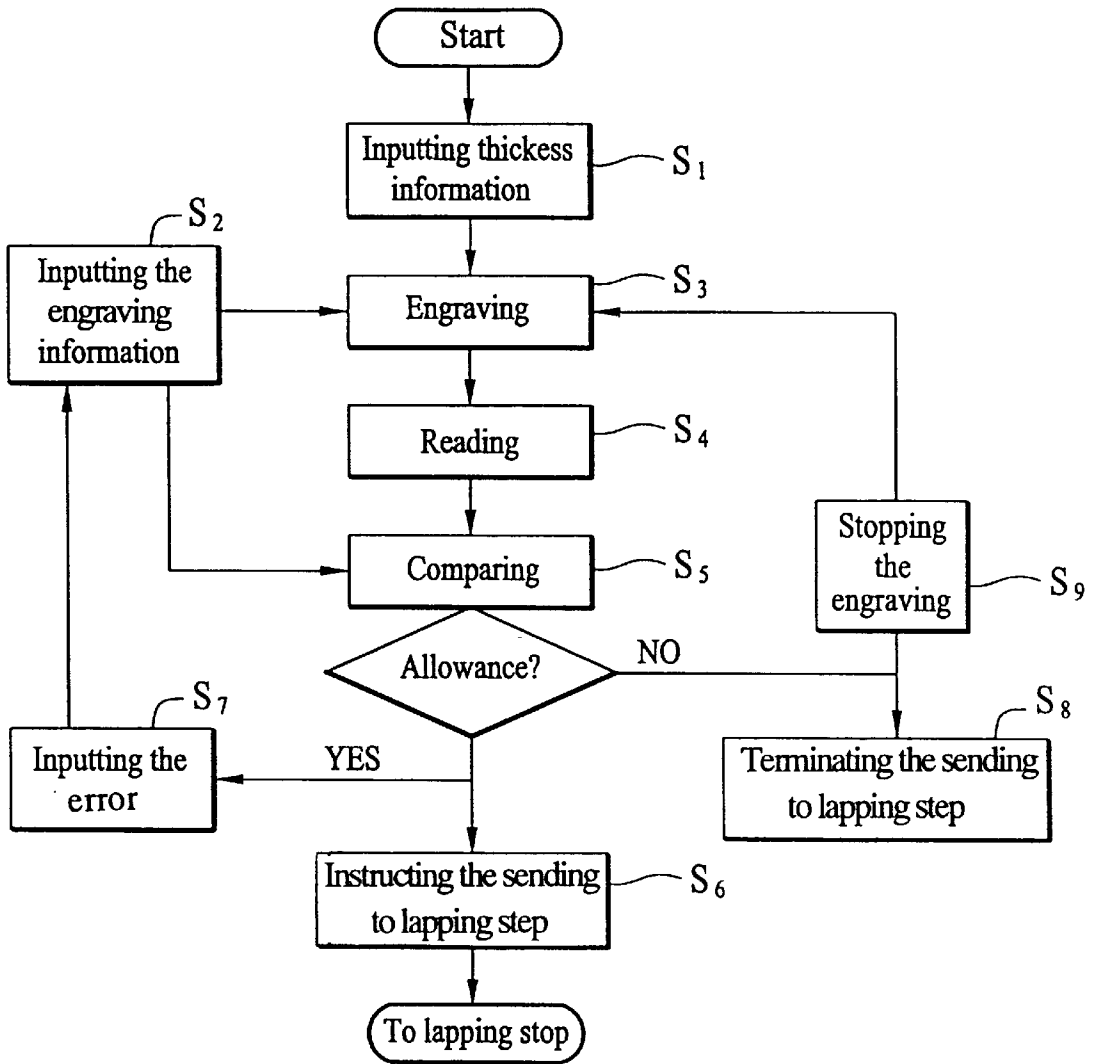 Start
Inputting thickess
information
S1
S2
Inputting the
engraving
information
Engraving
S3
Reading
S4
Comparing
S5
Stopping
the
engraving
S9
Allowance?
NO
S7
Inputting the
error
YES
S8
Terminating the sending
to lapping step
Instructing the sending
to lapping step
S6
To lapping stop